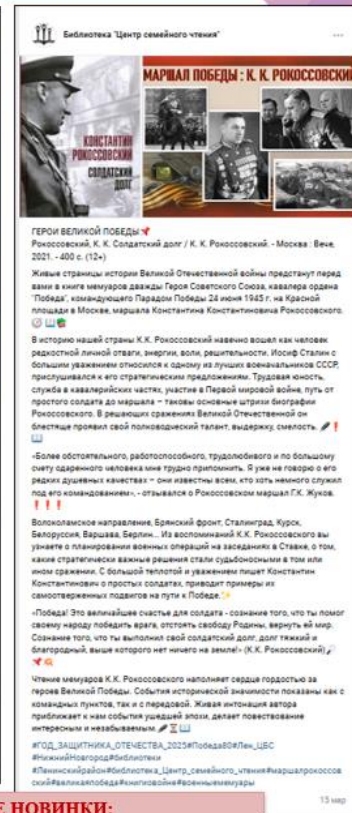 Библиотека "Центр семейного чтения"
МАРШАЛ ПОБЕДЫ : К. К. РОКОССОВСКИЙ
КОНСТАНТИН
РОКОССОВСКИЙ
СОЛДАТСКИЙ
ДОЛГ
ГЕРОИ ВЕЛИКОЙ ПОБЕДЫ📌
Рокоссовский, К. К. Солдатский долг / К. К. Рокоссовский. - Москва : Вече,
2021. - 400 с. (12+)
Живые страницы истории Великой Отечественной войны предстанут перед
вами в книге мемуаров дважды Героя Советского Союза, кавалера ордена
"Победа", командующего Парадом Победы 24 июня 1945 г. на Красной
площади в Москве, маршала Константина Константиновича Рокоссовского.
В историю нашей страны К.К. Рокоссовский навечно вошел как человек
редкостной личной отваги, энергии, воли, решительности. Иосиф Сталин с
большим уважением относился к одному из лучших военачальников СССР,
прислушивался к его стратегическим предложениям. Трудовая юность,
служба в кавалерийских частях, участие в Первой мировой войне, путь от
простого солдата до маршала – таковы основные штрихи биографии
Рокоссовского. В решающих сражениях Великой Отечественной он
блестяще проявил свой полководческий талант, выдержку, смелость.
«Более обстоятельного, работоспособного, трудолюбивого и по большому
счету одаренного человека мне трудно припомнить. Я уже не говорю о его
редких душевных качествах – они известны всем, кто хоть немного служил
под его командованием», - отзывался о Рокоссовском маршал Г.К. Жуков.
❗❗❗
Волоколамское направление, Брянский фронт, Сталинград, Курск,
Белоруссия, Варшава, Берлин... Из воспоминаний К.К. Рокоссовского вы
узнаете о планировании военных операций на заседаниях в Ставке, о том,
какие стратегически важные решения стали судьбоносными в том или
ином сражении. С большой теплотой и уважением пишет Константин
Константинович о простых солдатах, приводит примеры их
самоотверженных подвигов на пути к Победе.
«Победа! Это величайшее счастье для солдата - сознание того, что ты помог
своему народу победить врага, отстоять свободу Родины, вернуть ей мир.
Сознание того, что ты выполнил свой солдатский долг, долг тяжкий и
благородный, выше которого нет ничего на земле!» (К.К. Рокоссовский)
Чтение мемуаров К.К. Рокоссовского наполняет сердце гордостью за
героев Великой Победы. События исторической значимости показаны как с
командных пунктов, так и с передовой. Живая интонация автора
приближает к нам события ушедшей эпохи, делает повествование
интересным и незабываемым.
#ГОД_ЗАЩИТНИКА_ОТЕЧЕСТВА_2025#Победа80#Лен_ЦБС
#НижнийНовгород#библиотеки
#Ленинскийрайон#библиотека_Центр_семейного_чтения#маршалрокоссов
ский#великаяпобеда#книгиовойне#военныемемуары
15 мар
Е НОВИНКИ: